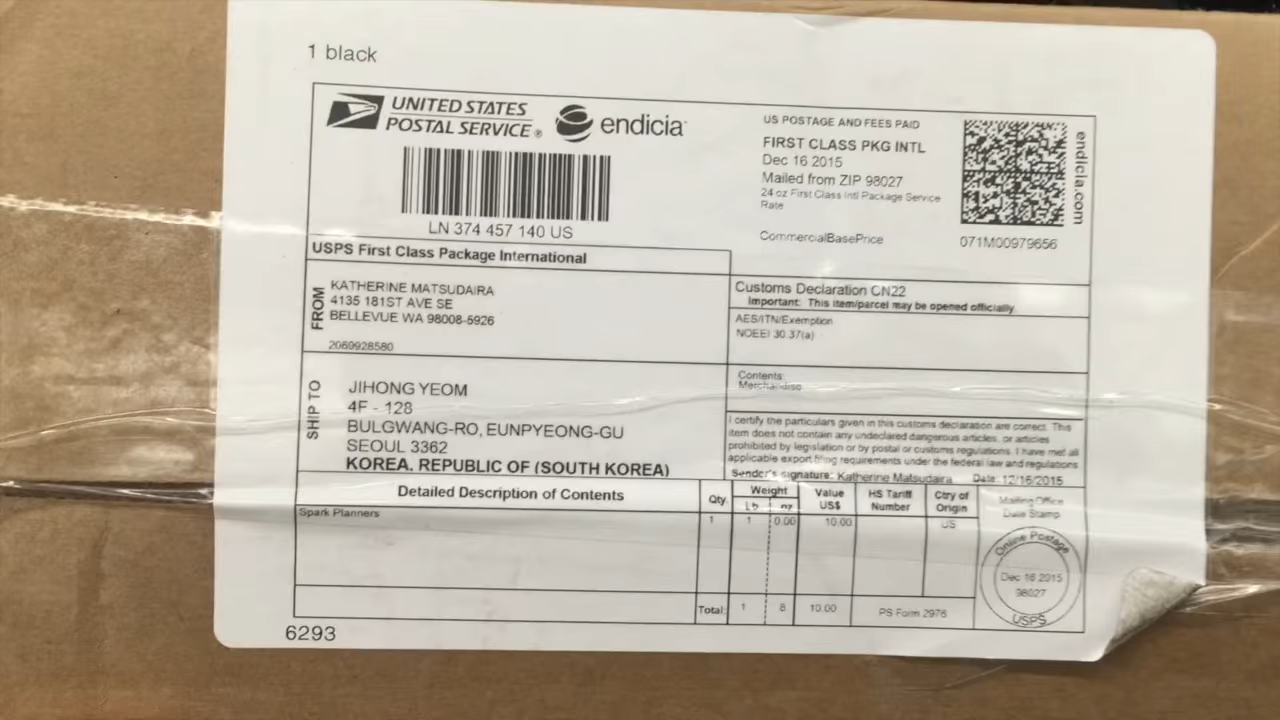 1 black
UNITED STATES
POSTAL SERVICE®
endicia
LN 374 457 140 US
US POSTAGE AND FEES PAID
FIRST CLASS PKG INTL
Dec 16 2015
Mailed from ZIP 98027
24 oz First Class Intl Package Service
Rate
CommercialBasePrice
071M00979656
endicia.com
USPS First Class Package International
FROM
KATHERINE MATSUDAIRA
4135 181ST AVE SE
BELLEVUE WA 98008-5926
2069928580
Customs Declaration CN22
Important: This item/parcel may be opened officially
AES/ITN/Exemption
NOEEI 30.37(a)
Contents:
Merchandise
I certify the particulars given in this customs declaration are correct. This
item does not contain any undeclared dangerous articles, or articles
prohibited by legislation or by postal or customs regulations. I have met all
applicable export filing requirements under the federal law and regulations
Sender's signature: Katherine Matsudaira Date: 12/16/2015
SHIP TO
JIHONG YEOM
4F - 128
BULGWANG-RO, EUNPYEONG-GU
SEOUL 3362
KOREA, REPUBLIC OF (SOUTH KOREA)
Detailed Description of Contents
Qty
Weight
Lb oz
Value
US$
HS Tariff
Number
Ctry of
Origin
Mailing Office
Date Stamp
Spark Planners
1 1 0.00 10.00 US
Total: 1 8 10.00 PS Form 2976
Online Postage
Dec 16 2015
98027
USPS
6293